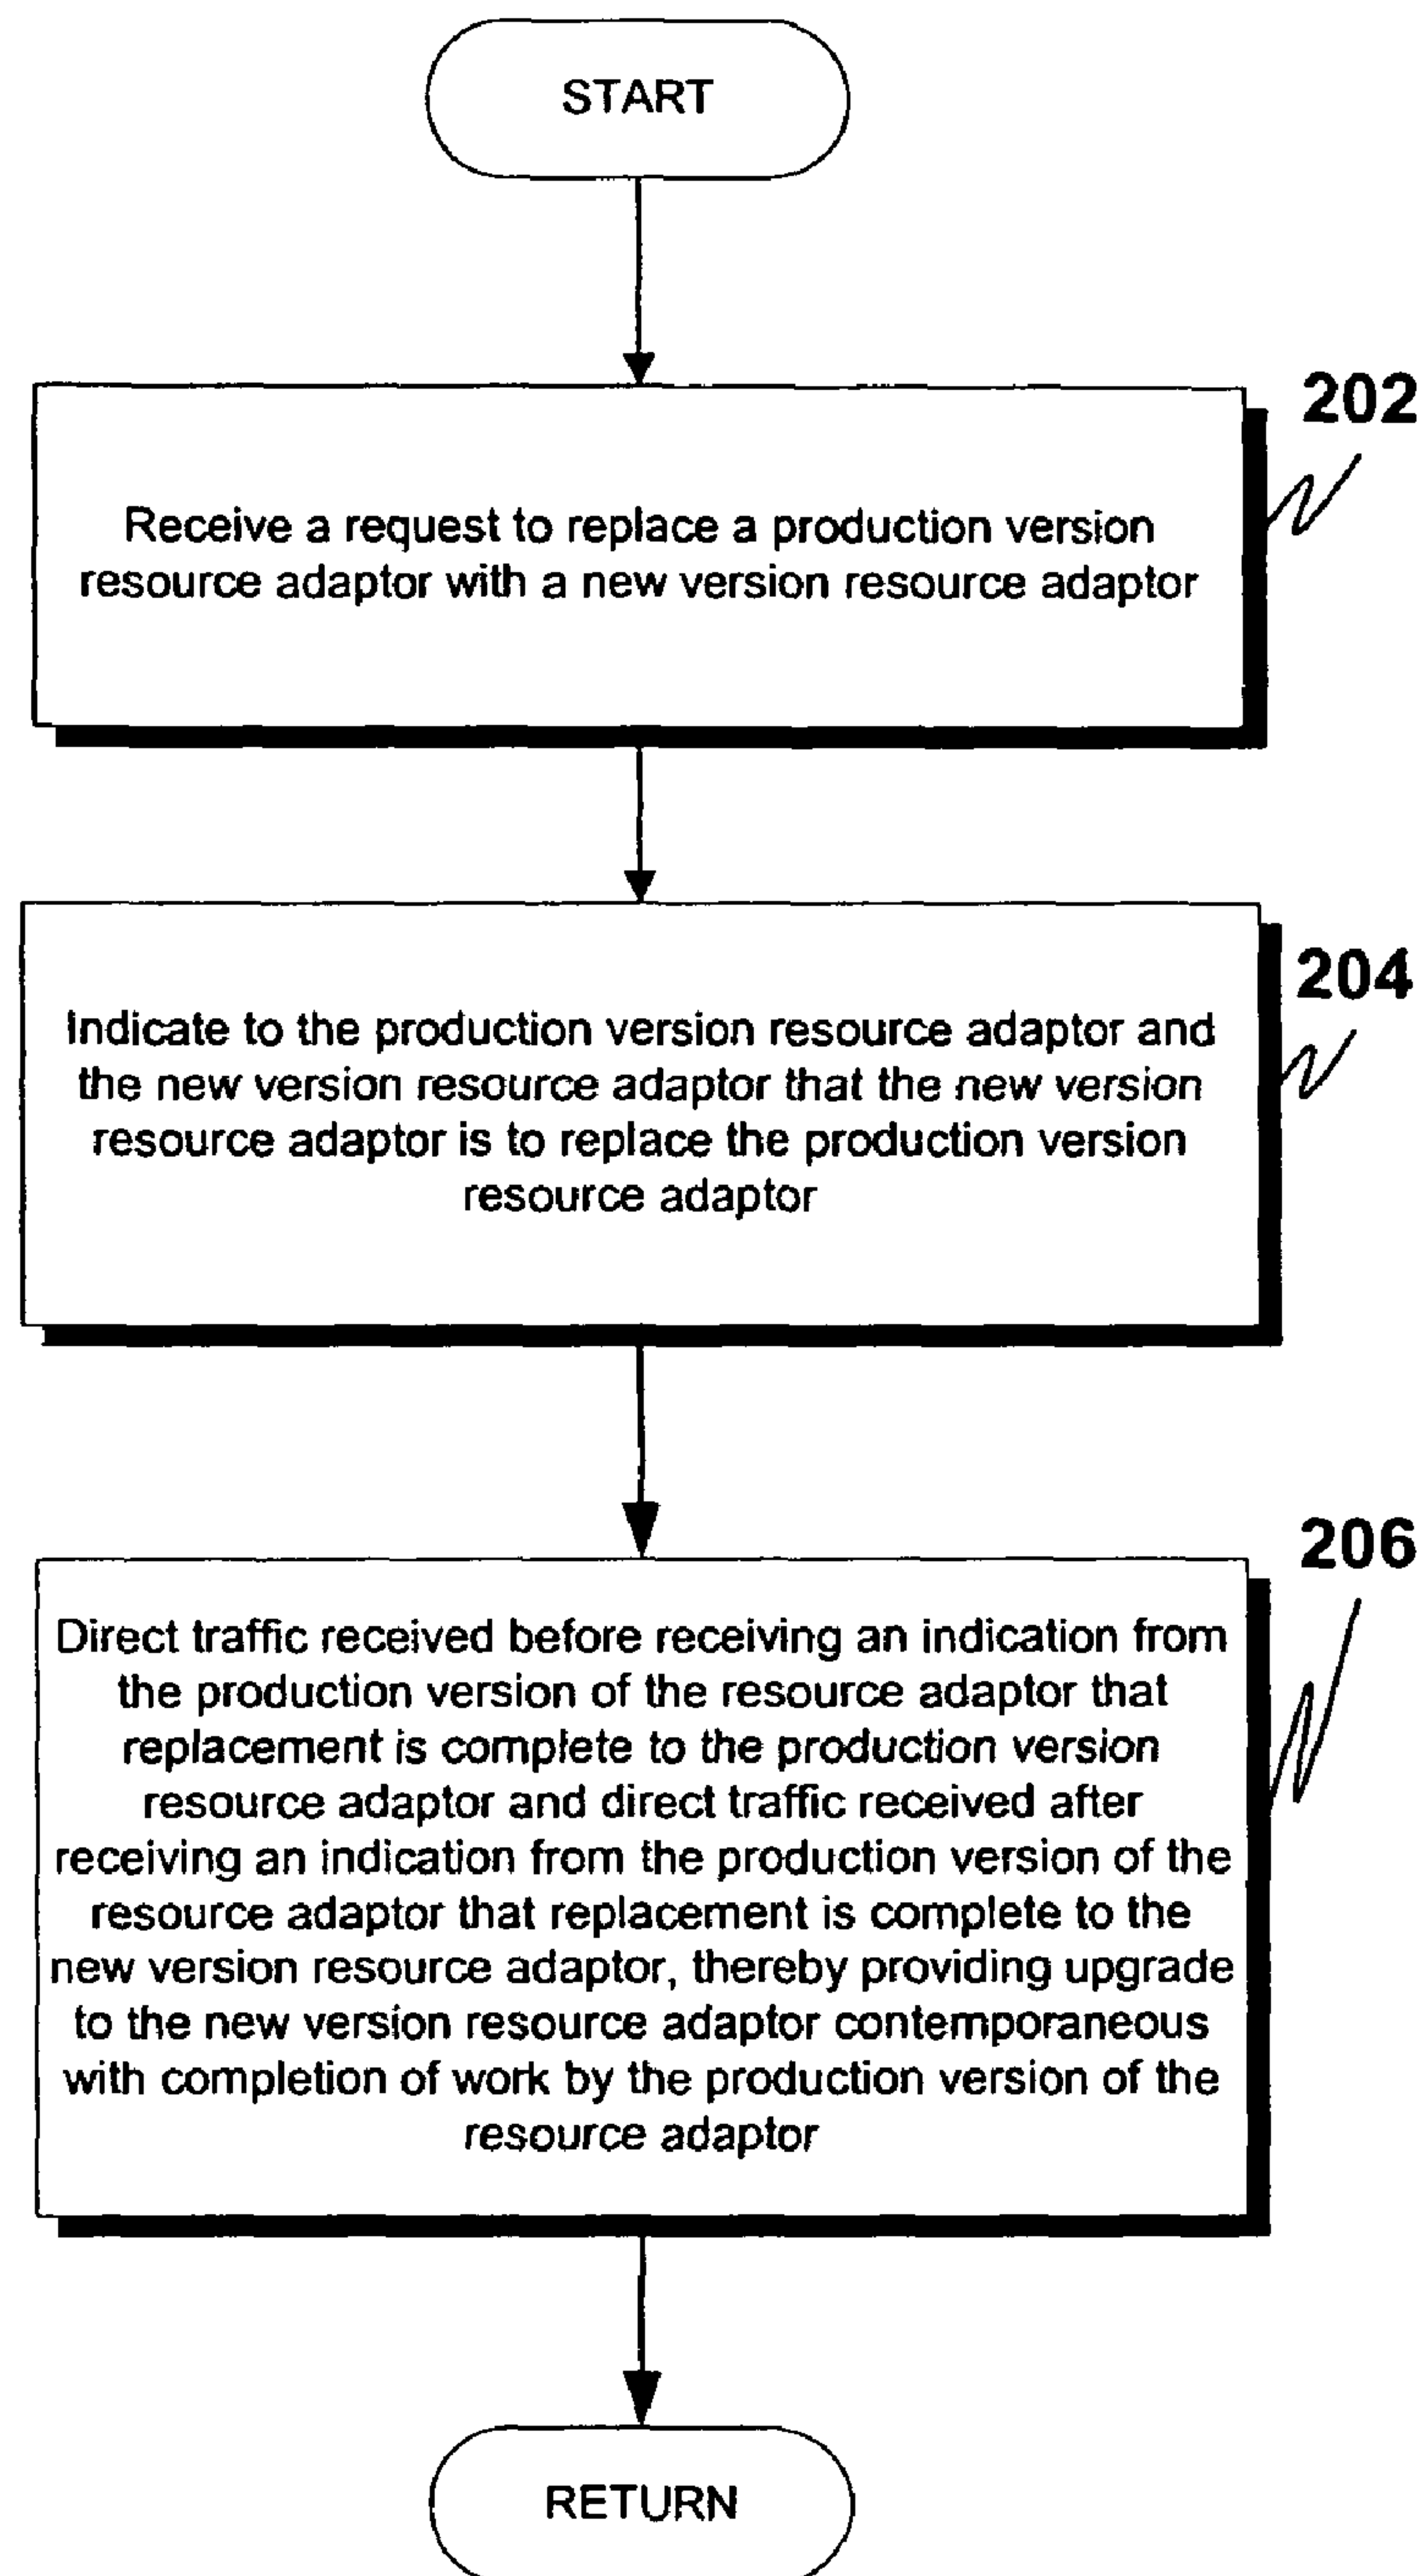 START
202
Receive a request to replace a production version
resource adaptor with a new version resource adaptor
204
Indicate to the production version resource adaptor and
the new version resource adaptor that the new version
resource adaptor is to replace the production version
resource adaptor
206
Direct traffic received before receiving an indication from
the production version of the resource adaptor that
replacement is complete to the production version
resource adaptor and direct traffic received after
receiving an indication from the production version of the
resource adaptor that replacement is complete to the
new version resource adaptor, thereby providing upgrade
to the new version resource adaptor contemporaneous
with completion of work by the production version of the
resource adaptor
RETURN